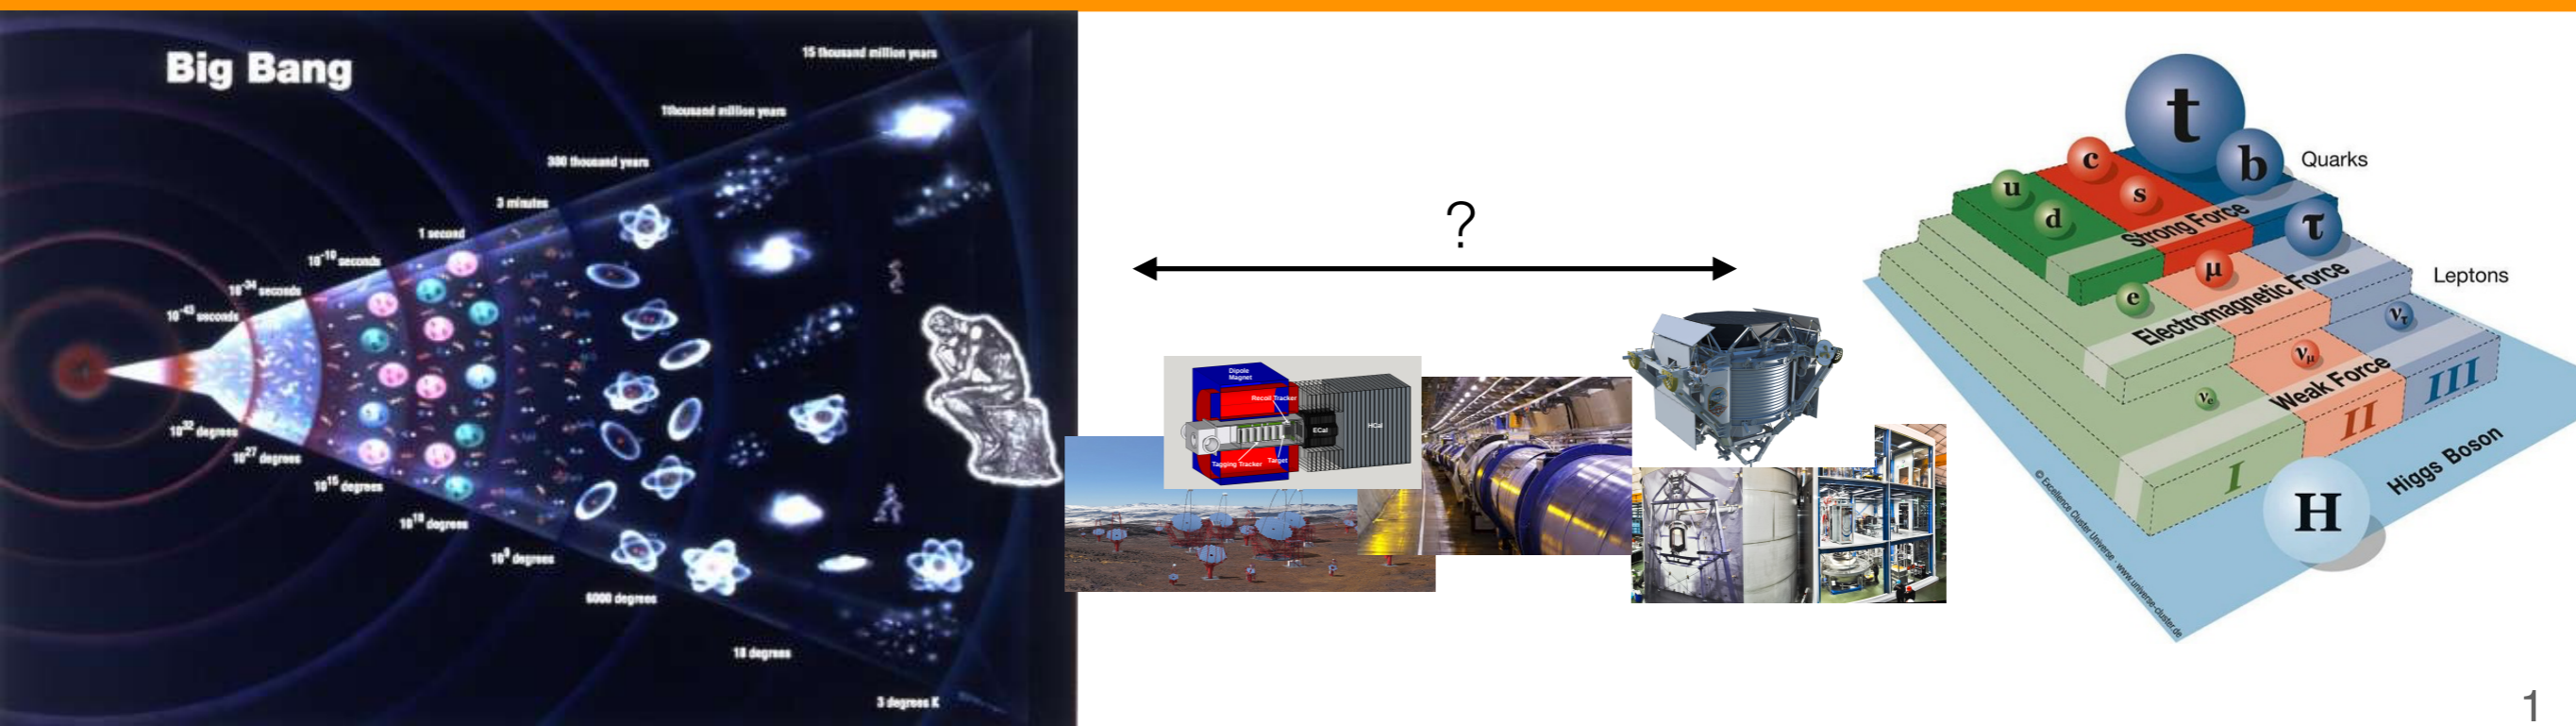 Big Bang
15 thousand million years
1thousand million years
300 thousand years
3 minutes
1 second
10⁻¹⁰ seconds
10⁻³⁴ seconds
10⁻⁴³ seconds
10³² degrees
10²⁷ degrees
10¹⁵ degrees
10¹⁰ degrees
10⁹ degrees
6000 degrees
18 degrees
3 degrees K
?
Dipole
Magnet
Recoil Tracker
ECal
HCal
Tagging Tracker
Target
t
b
Quarks
c
s
u
d
Strong Force
τ
Leptons
μ
e
Electromagnetic Force
ντ
νμ
νe
Weak Force
I
II
III
H
Higgs Boson
© Excellence Cluster Universe · www.universe-cluster.de
1